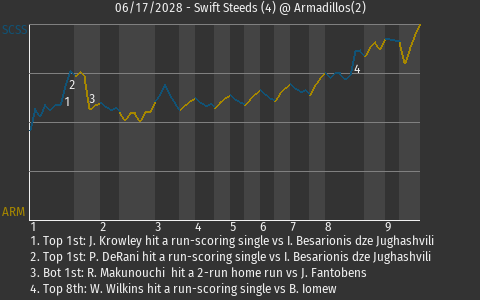 06/17/2028 - Swift Steeds (4) @ Armadillos(2)
SCSS
4
2
1
3
ARM
1 2 3 4 5 6 7 8 9
1. Top 1st: J. Krowley hit a run-scoring single vs I. Besarionis dze Jughashvili
2. Top 1st: P. DeRani hit a run-scoring single vs I. Besarionis dze Jughashvili
3. Bot 1st: R. Makunouchi  hit a 2-run home run vs J. Fantobens
4. Top 8th: W. Wilkins hit a run-scoring single vs B. Iomew